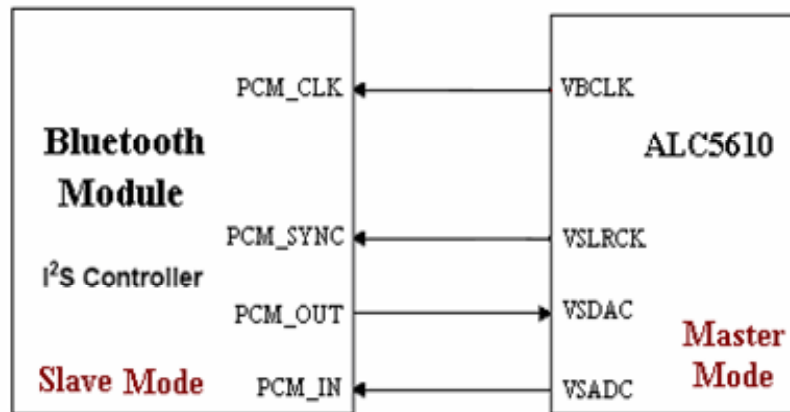 PCM_CLK
VBCLK
Bluetooth
Module
ALC5610
PCM_SYNC
VSLRCK
I²S Controller
PCM_OUT
VSDAC
Slave Mode
PCM_IN
VSADC
Master
Mode